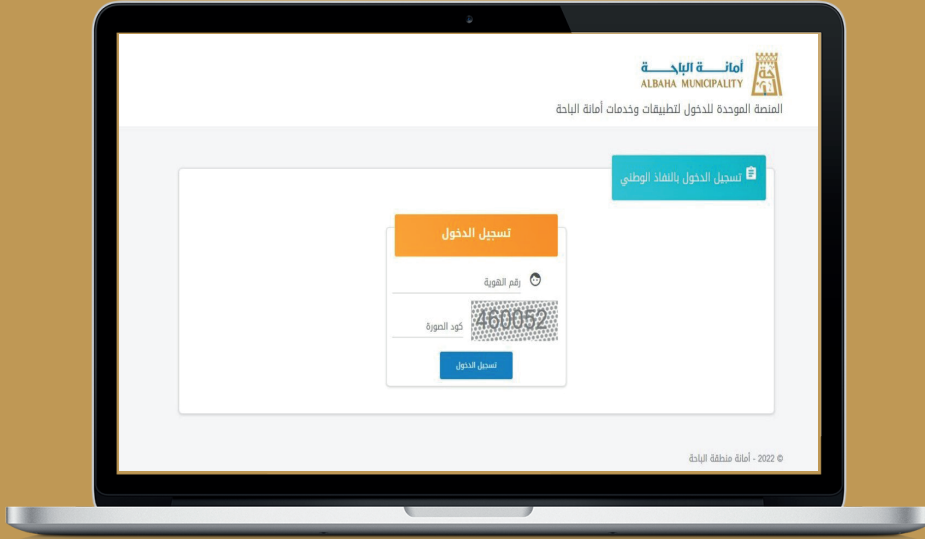 أمانـــــة الباحـــــة
ALBAHA MUNICIPALITY
المنصة الموحدة للدخول لتطبيقات وخدمات أمانة الباحة
تسجيل الدخول بالنفاذ الوطني
تسجيل الدخول
رقم الهوية
460052
كود الصورة
تسجيل الدخول
© 2022 - أمانة منطقة الباحة